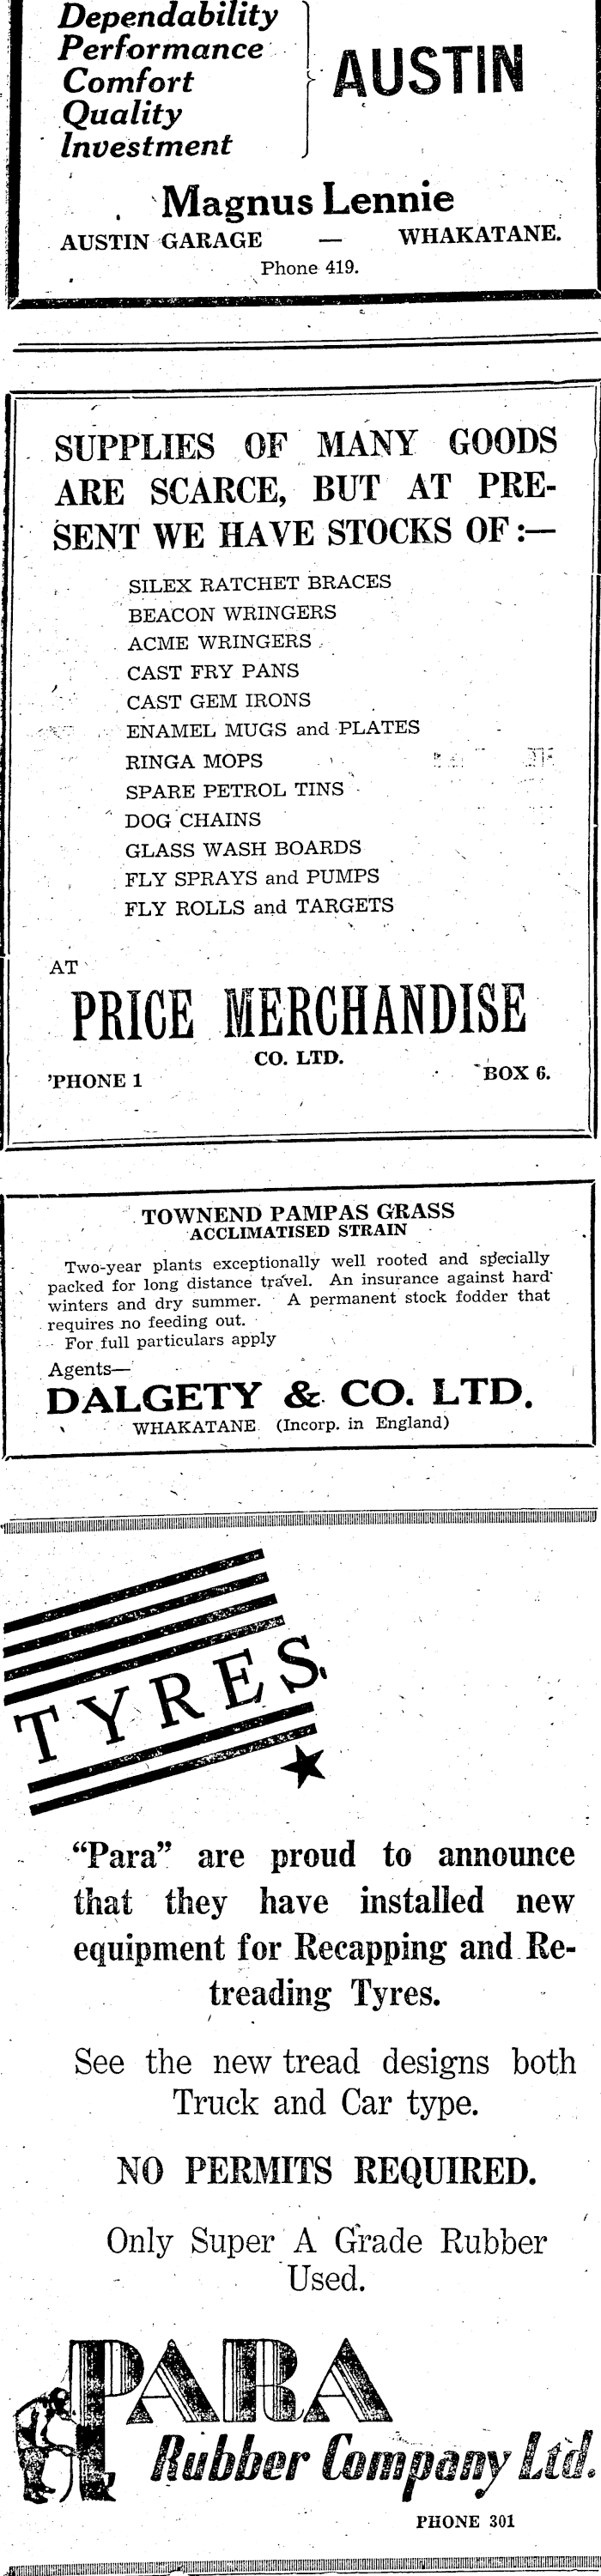 Dependability
Performance
Comfort
Quality
Investment
AUSTIN
Magnus Lennie
AUSTIN GARAGE — WHAKATANE.
Phone 419.
SUPPLIES OF MANY GOODS
ARE SCARCE, BUT AT PRE-
SENT WE HAVE STOCKS OF :—
SILEX RATCHET BRACES
BEACON WRINGERS
ACME WRINGERS
CAST FRY PANS
CAST GEM IRONS
ENAMEL MUGS and PLATES
RINGA MOPS
SPARE PETROL TINS
DOG CHAINS
GLASS WASH BOARDS
FLY SPRAYS and PUMPS
FLY ROLLS and TARGETS
AT
PRICE MERCHANDISE
CO. LTD.
'PHONE 1 BOX 6.
TOWNEND PAMPAS GRASS
ACCLIMATISED STRAIN
Two-year plants exceptionally well rooted and specially
packed for long distance travel. An insurance against hard
winters and dry summer. A permanent stock fodder that
requires no feeding out.
For full particulars apply
Agents—
DALGETY & CO. LTD.
WHAKATANE (Incorp. in England)
TYRES
"Para" are proud to announce
that they have installed new
equipment for Recapping and Re-
treading Tyres.
See the new tread designs both
Truck and Car type.
NO PERMITS REQUIRED.
Only Super A Grade Rubber
Used.
PARA
Rubber Company Ltd.
PHONE 301